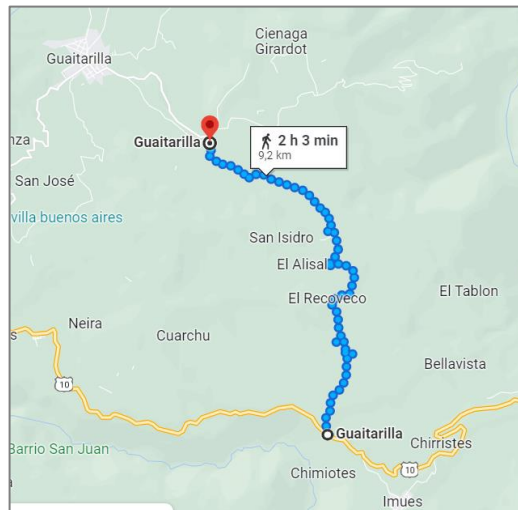 Cienaga
Girardot
Guaitarilla
Guaitarilla
2 h 3 min
9,2 km
nza
San José
villa buenos aires
San Isidro
El Alisal
El Recoveco
El Tablon
Neira
s
Cuarchu
Bellavista
10
Guaitarilla
Chirristes
Barrio San Juan
10
Chimiotes
a
Imues